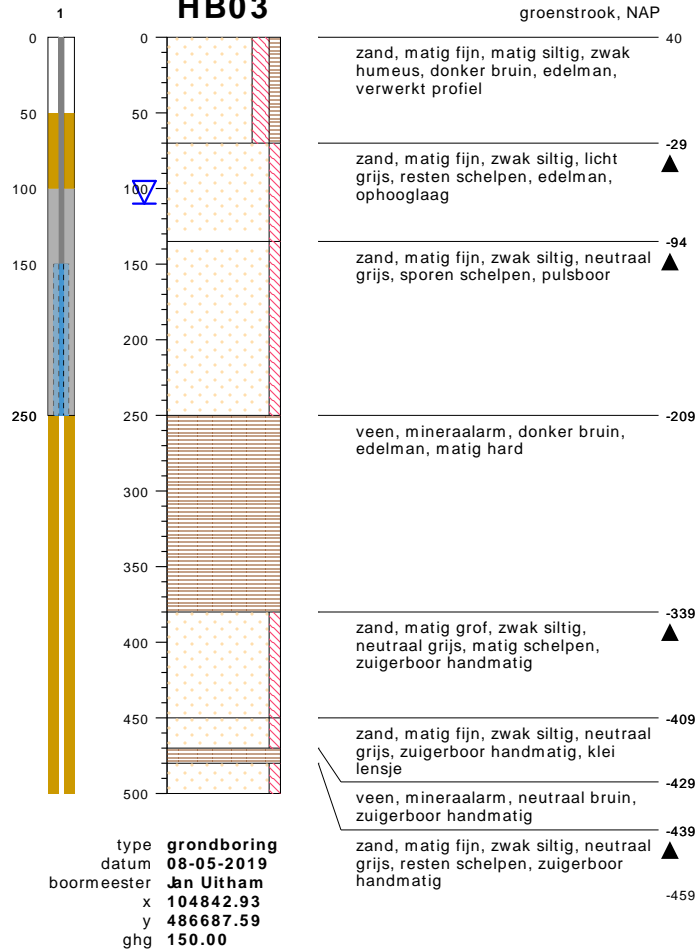 HB03
1
groenstrook, NAP
0
50
100
150
250
0
50
100
150
200
250
300
350
400
450
500
40
zand, matig fijn, matig siltig, zwak
humeus, donker bruin, edelman,
verwerkt profiel
-29
zand, matig fijn, zwak siltig, licht
grijs, resten schelpen, edelman,
ophooglaag
-94
zand, matig fijn, zwak siltig, neutraal
grijs, sporen schelpen, pulsboor
-209
veen, mineraalarm, donker bruin,
edelman, matig hard
-339
zand, matig grof, zwak siltig,
neutraal grijs, matig schelpen,
zuigerboor handmatig
-409
zand, matig fijn, zwak siltig, neutraal
grijs, zuigerboor handmatig, klei
lensje
-429
veen, mineraalarm, neutraal bruin,
zuigerboor handmatig
-439
zand, matig fijn, zwak siltig, neutraal
grijs, resten schelpen, zuigerboor
handmatig
-459
type grondboring
datum 08-05-2019
boormeester Jan Uitham
x 104842.93
y 486687.59
ghg 150.00